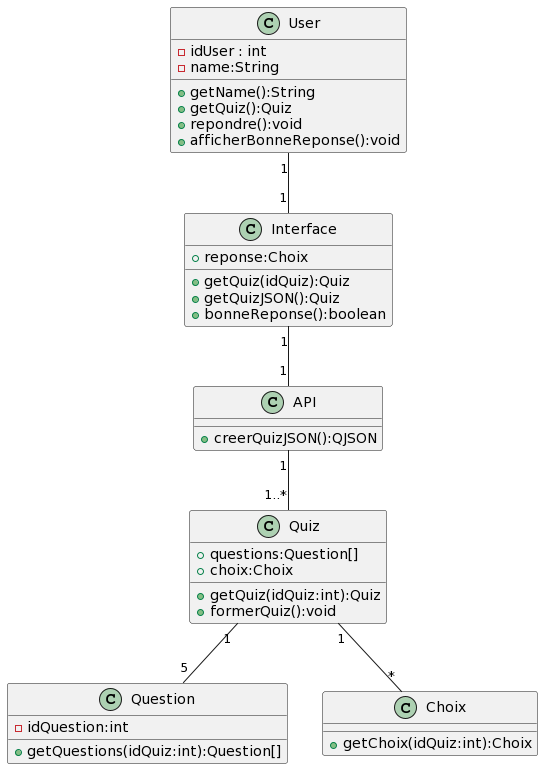 C User
idUser : int
name:String
getName():String
getQuiz():Quiz
repondre():void
afficherBonneReponse():void
1
1
C Interface
reponse:Choix
getQuiz(idQuiz):Quiz
getQuizJSON():Quiz
bonneReponse():boolean
1
1
C API
creerQuizJSON():QJSON
1
1..*
C Quiz
questions:Question[]
choix:Choix
getQuiz(idQuiz:int):Quiz
formerQuiz():void
1 1
5 *
C Question
idQuestion:int
getQuestions(idQuiz:int):Question[]
C Choix
getChoix(idQuiz:int):Choix